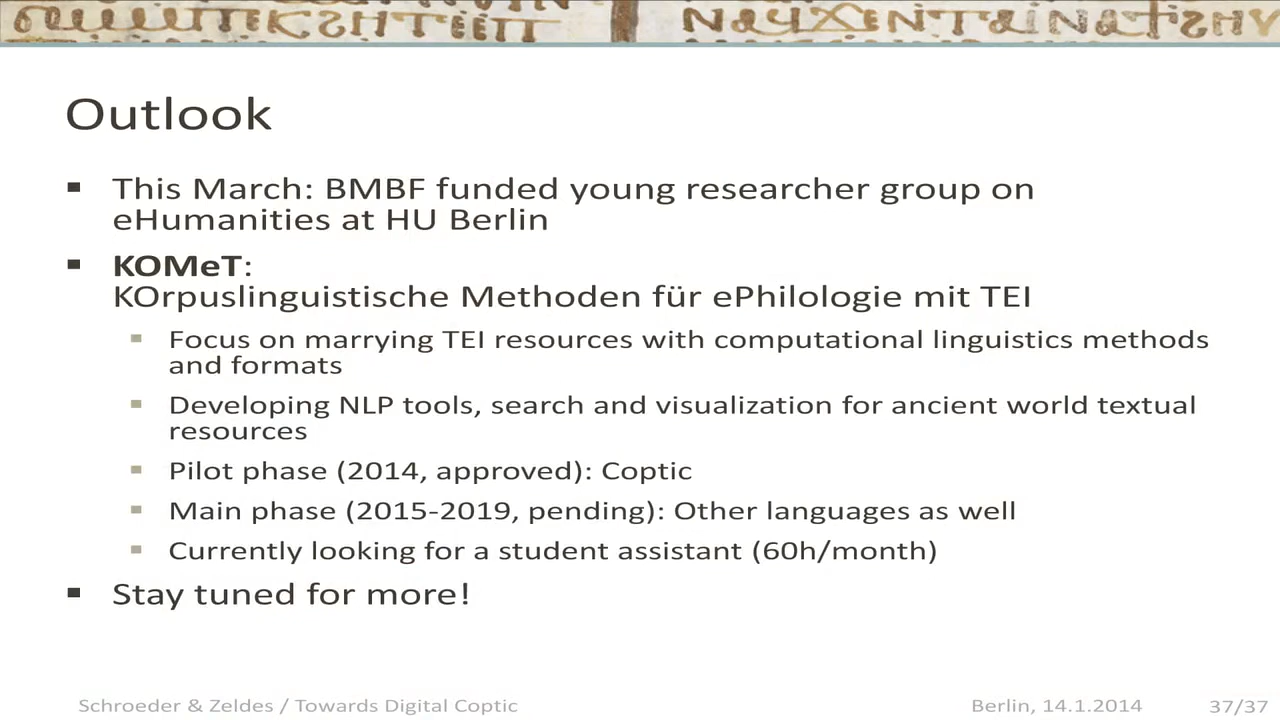 Outlook
This March: BMBF funded young researcher group on
eHumanities at HU Berlin
KOMeT:
KOrpuslinguistische Methoden für ePhilologie mit TEI
Focus on marrying TEI resources with computational linguistics methods
and formats
Developing NLP tools, search and visualization for ancient world textual
resources
Pilot phase (2014, approved): Coptic
Main phase (2015-2019, pending): Other languages as well
Currently looking for a student assistant (60h/month)
Stay tuned for more!
Schroeder & Zeldes / Towards Digital Coptic
Berlin, 14.1.2014
37/37